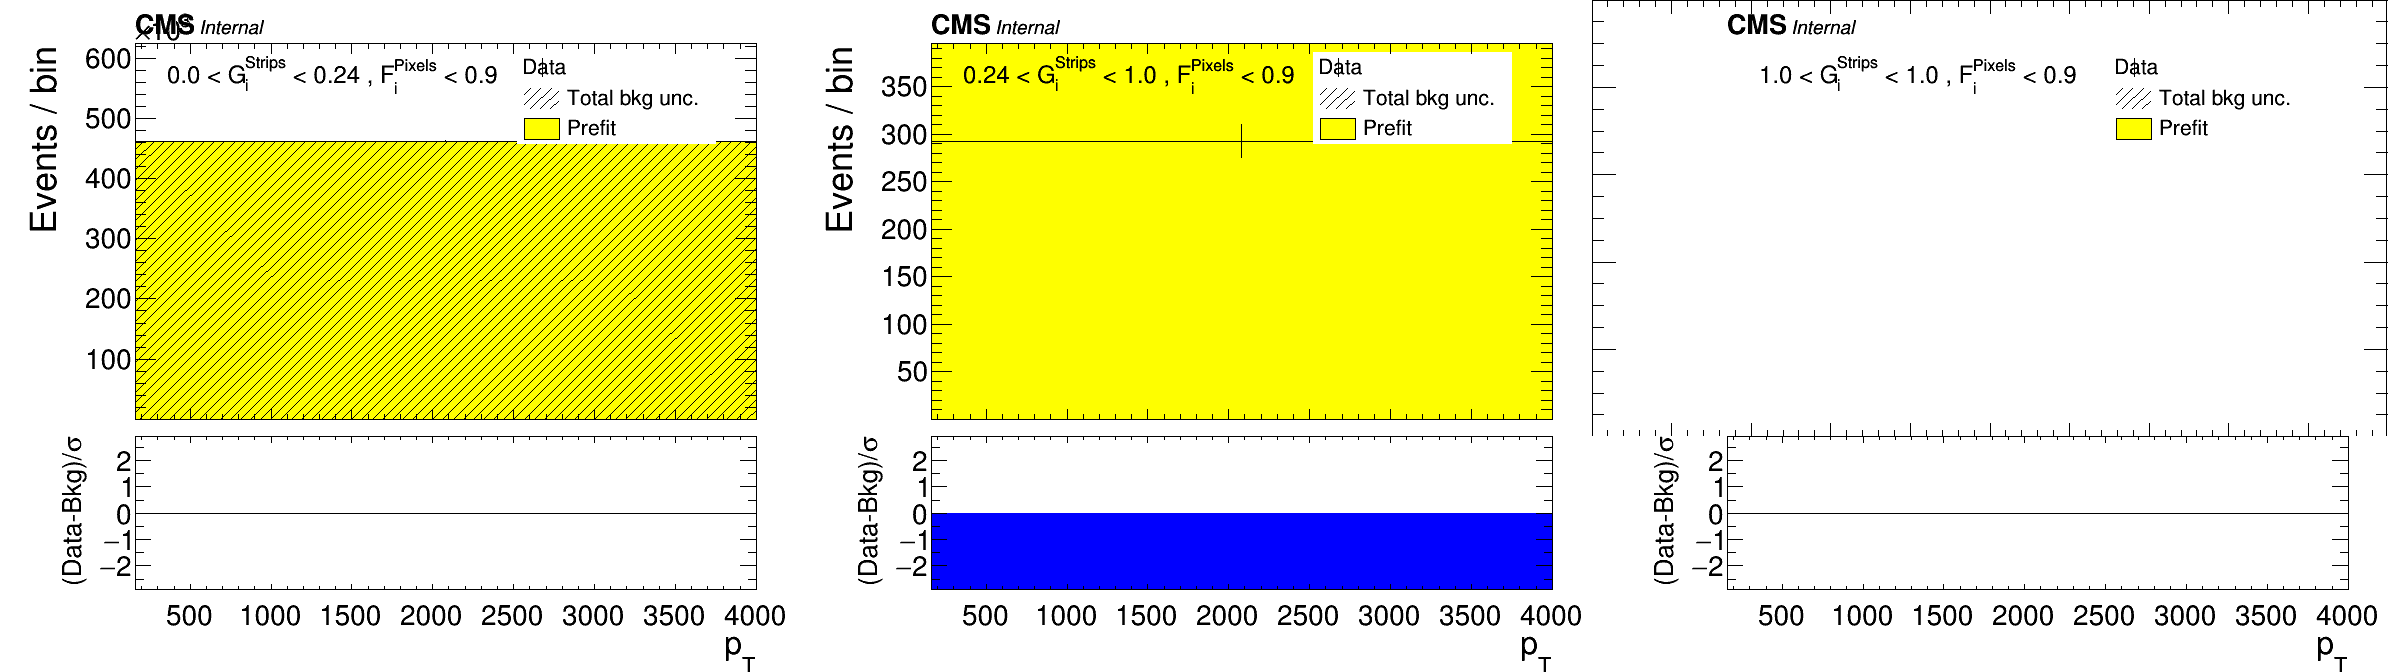 CMS Internal
×10³
Events / bin
600
500
400
300
200
100
0.0 < G_i^Strips < 0.24 , F_i^Pixels < 0.9
Data
Total bkg unc.
Prefit
(Data-Bkg)/σ
2
1
0
−1
−2
500 1000 1500 2000 2500 3000 3500 4000
p_T
CMS Internal
Events / bin
350
300
250
200
150
100
50
0.24 < G_i^Strips < 1.0 , F_i^Pixels < 0.9
Data
Total bkg unc.
Prefit
(Data-Bkg)/σ
2
1
0
−1
−2
500 1000 1500 2000 2500 3000 3500 4000
p_T
CMS Internal
1.0 < G_i^Strips < 1.0 , F_i^Pixels < 0.9
Data
Total bkg unc.
Prefit
(Data-Bkg)/σ
2
1
0
−1
−2
500 1000 1500 2000 2500 3000 3500 4000
p_T